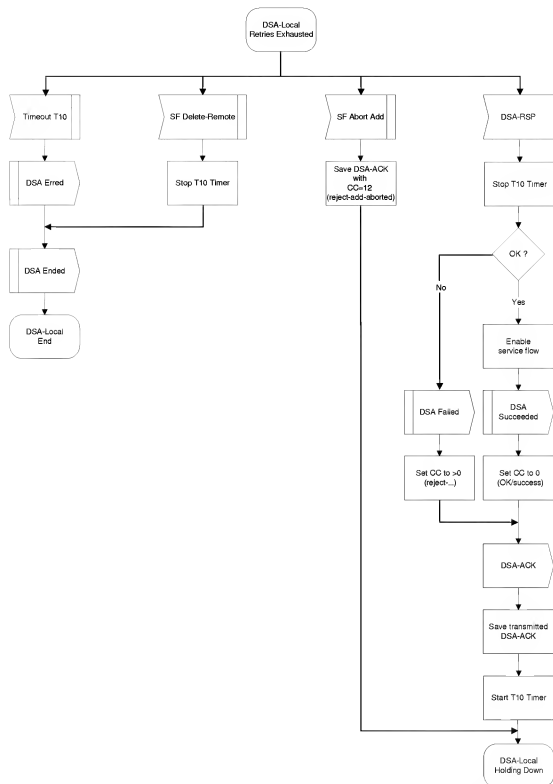 DSA-Local
Retries Exhausted
Timeout T10
SF Delete-Remote
SF Abort Add
DSA-RSP
DSA Erred
Stop T10 Timer
Save DSA-ACK
with
CC=12
(reject-add-aborted)
Stop T10 Timer
DSA Ended
OK ?
No
Yes
DSA-Local
End
Enable
service flow
DSA Failed
DSA
Succeeded
Set CC to >0
(reject-...)
Set CC to 0
(OK/success)
DSA-ACK
Save transmitted
DSA-ACK
Start T10 Timer
DSA-Local
Holding Down